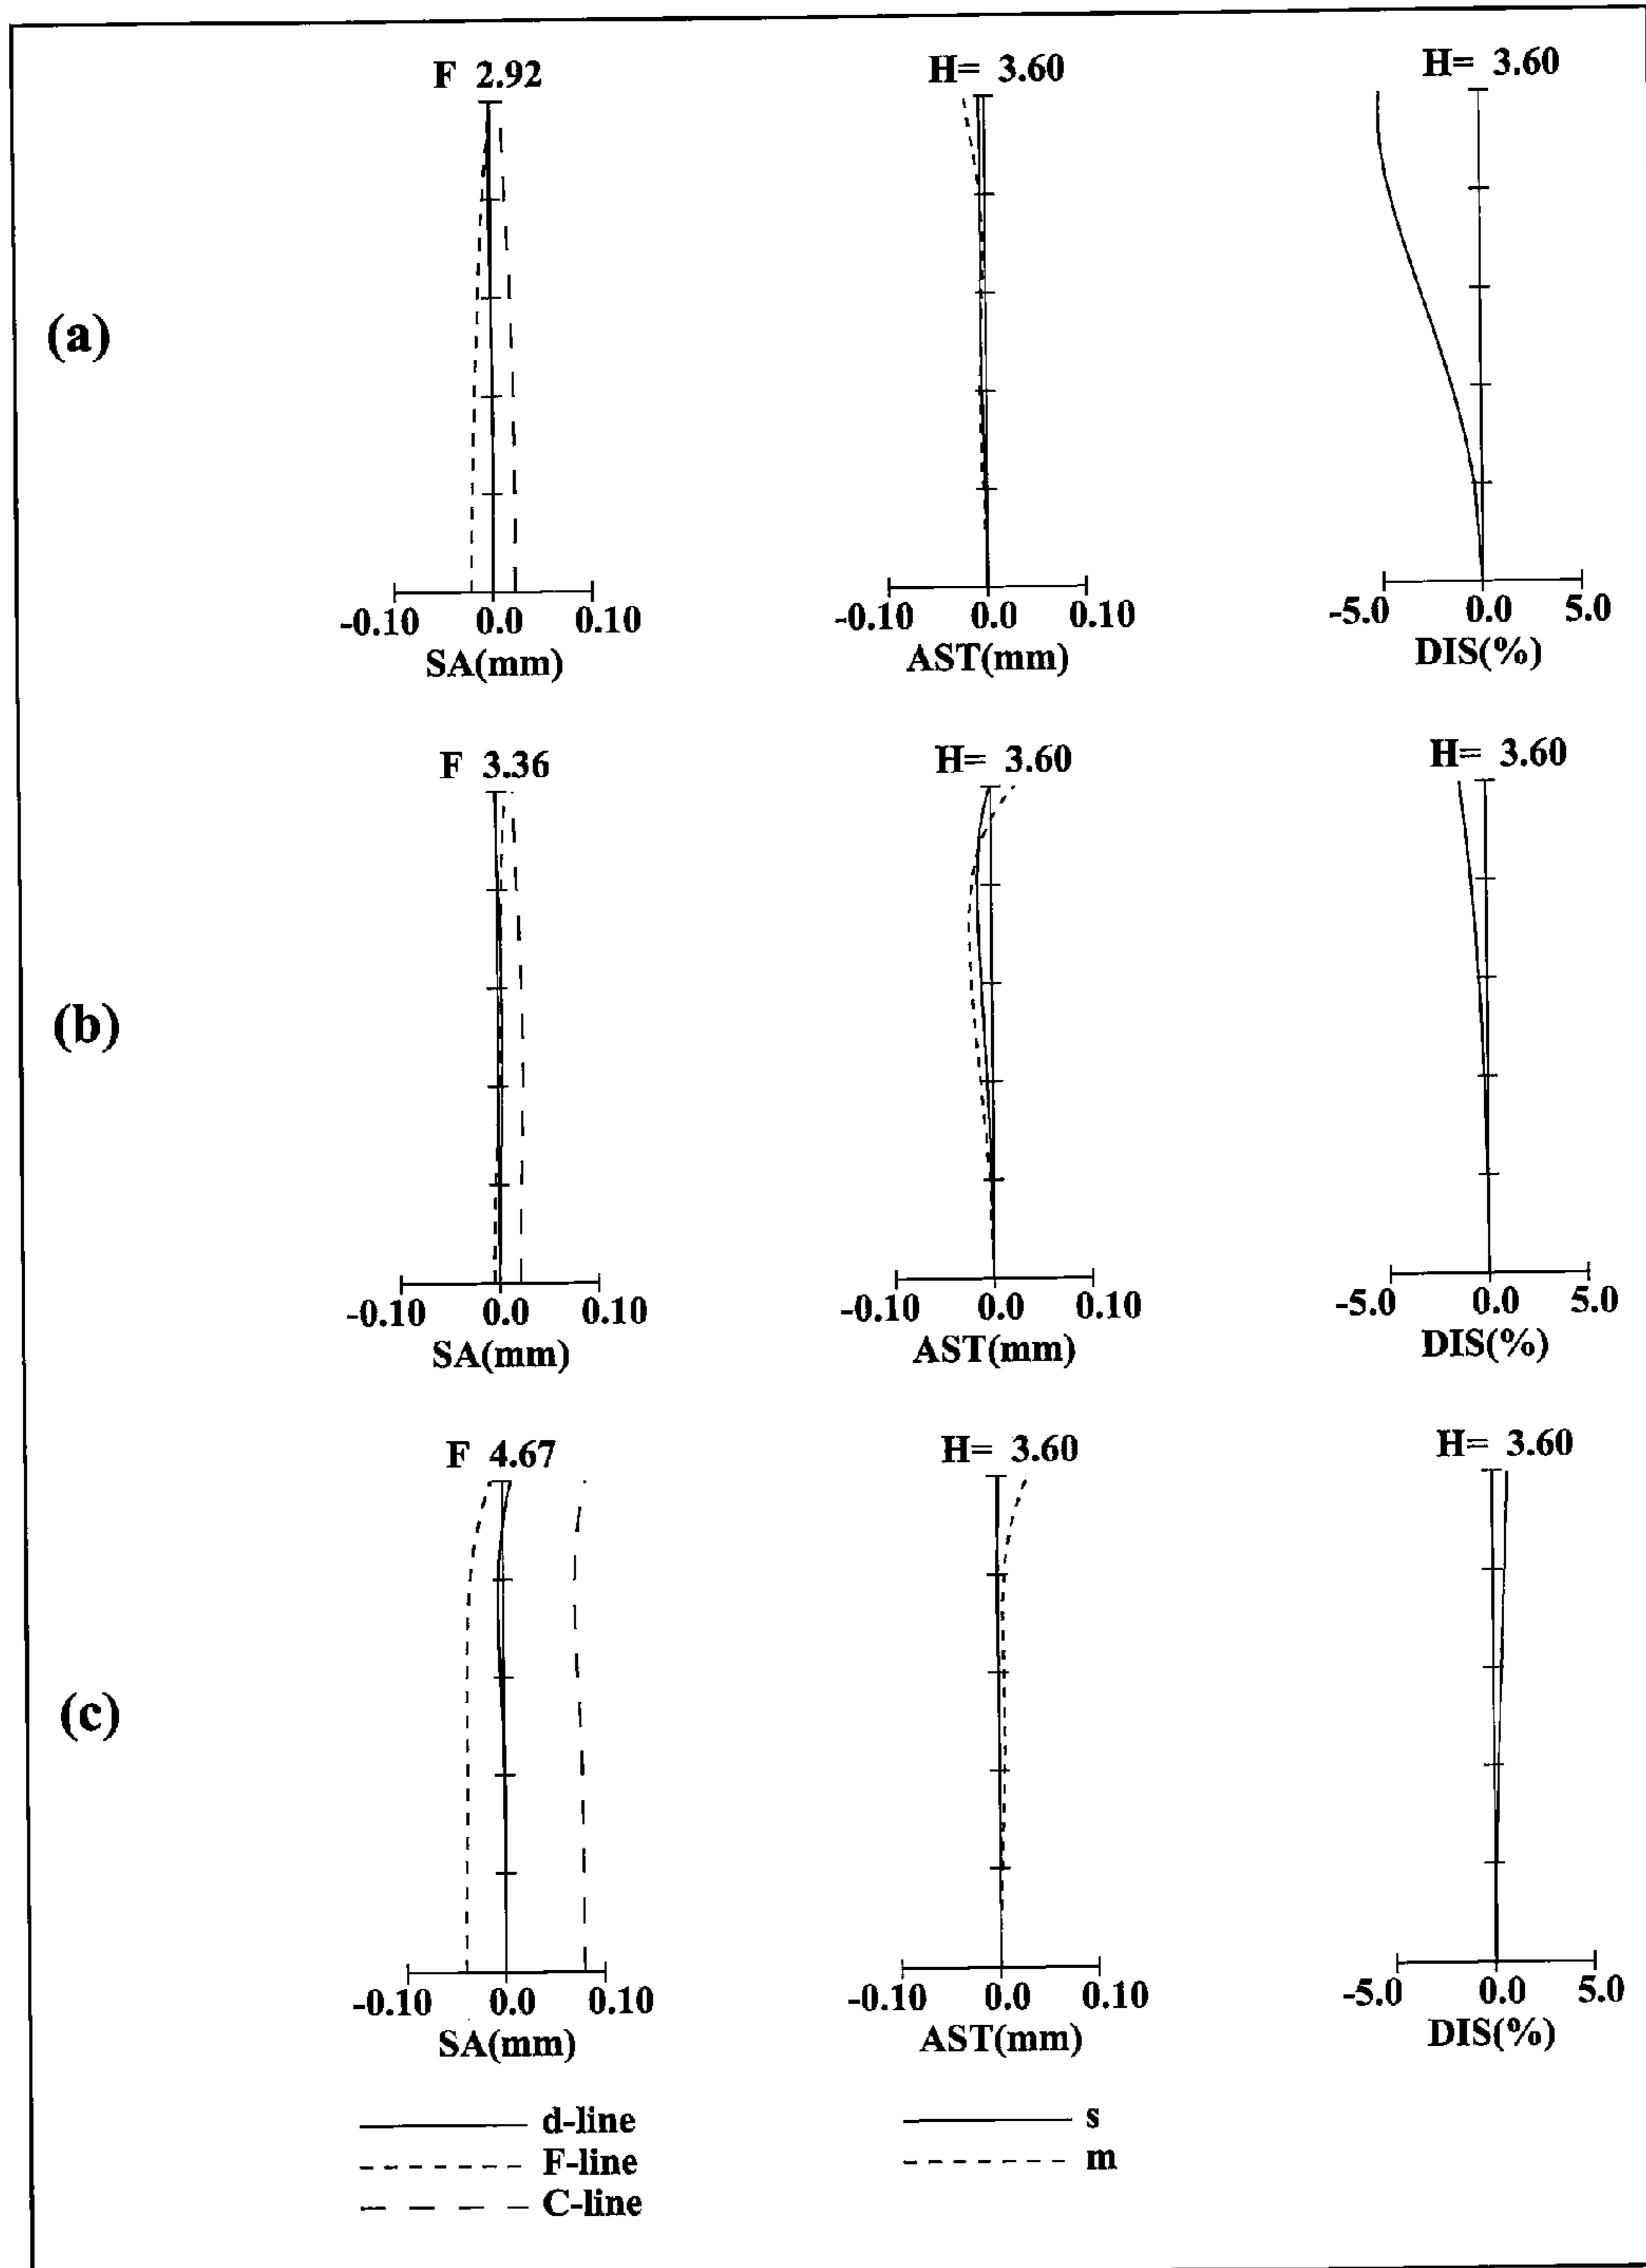 F 2.92 H= 3.60 H= 3.60
(a)
-0.10 0.0 0.10 -0.10 0.0 0.10 -5.0 0.0 5.0
SA(mm) AST(mm) DIS(%)
F 3.36 H= 3.60 H= 3.60
(b)
-0.10 0.0 0.10 -0.10 0.0 0.10 -5.0 0.0 5.0
SA(mm) AST(mm) DIS(%)
F 4.67 H= 3.60 H= 3.60
(c)
-0.10 0.0 0.10 -0.10 0.0 0.10 -5.0 0.0 5.0
SA(mm) AST(mm) DIS(%)
d-line s
F-line m
C-line